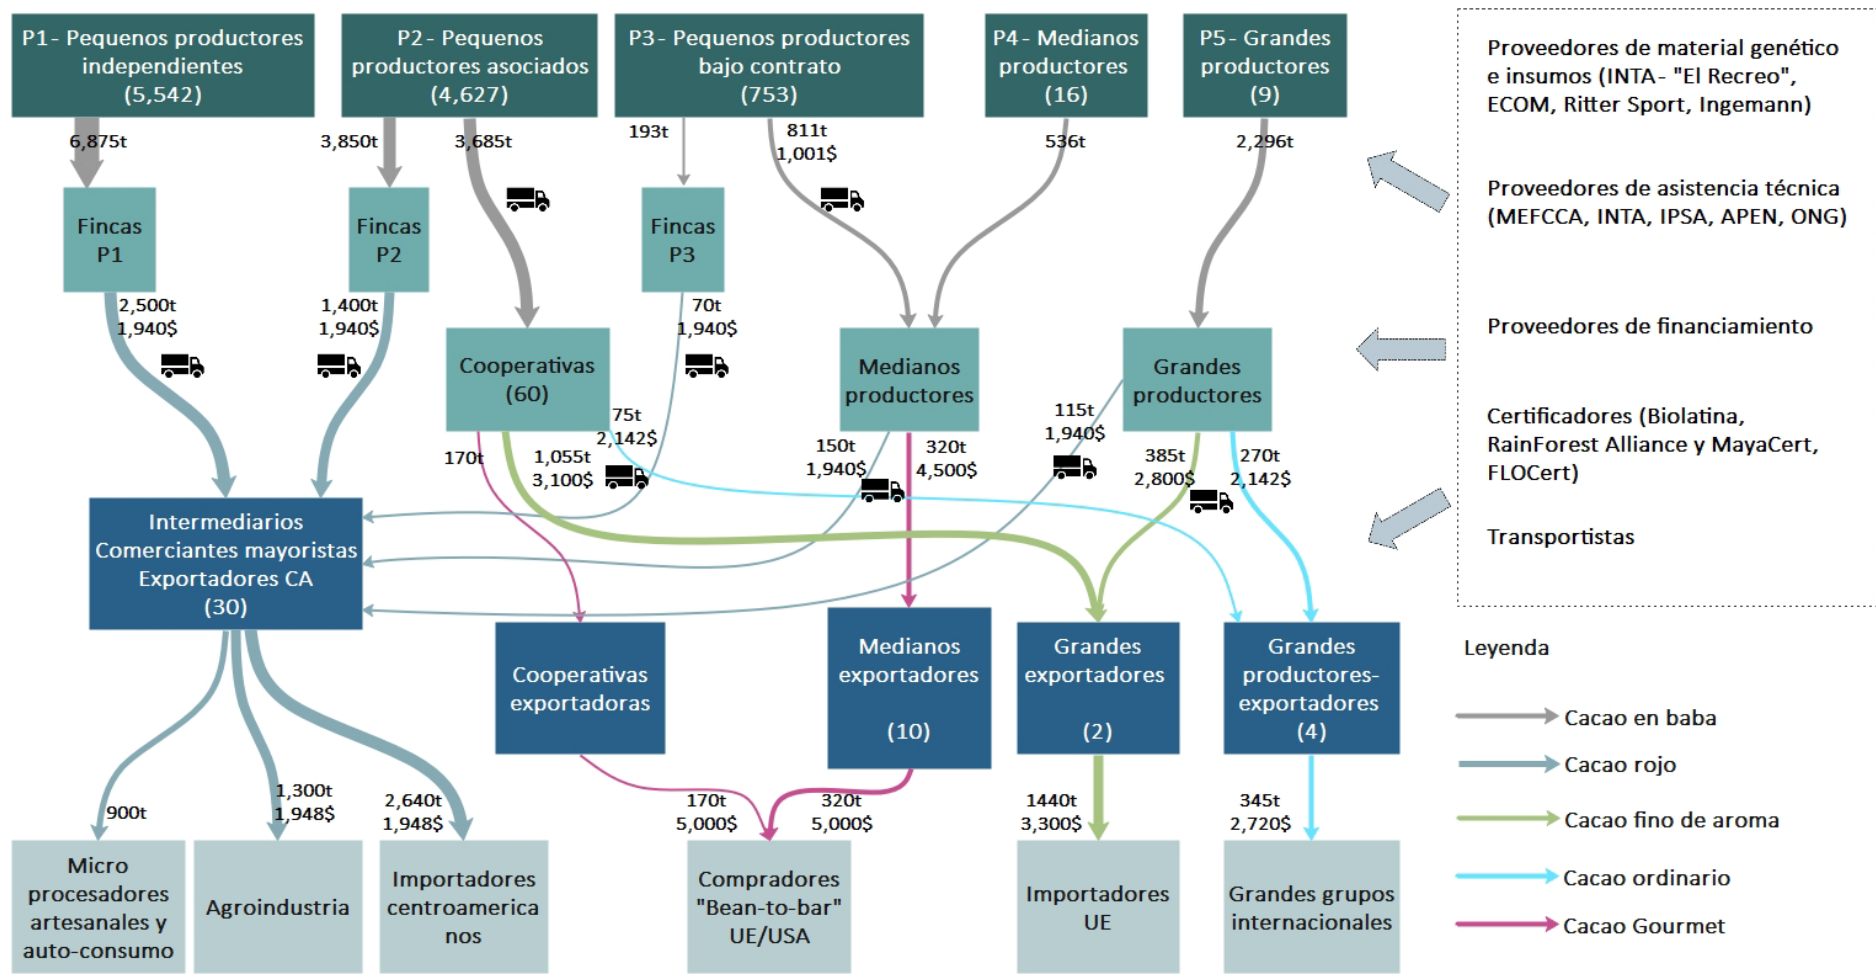 P1- Pequenos productores
independientes
(5,542)
P2- Pequenos
productores asociados
(4,627)
P3- Pequenos productores
bajo contrato
(753)
P4- Medianos
productores
(16)
P5- Grandes
productores
(9)
6,875t
3,850t
3,685t
193t
811t
1,001$
536t
2,296t
Fincas
P1
Fincas
P2
Fincas
P3
2,500t
1,940$
1,400t
1,940$
70t
1,940$
Cooperativas
(60)
Medianos
productores
Grandes
productores
170t
1,055t
3,100$
75t
2,142$
150t
1,940$
320t
4,500$
115t
1,940$
385t
2,800$
270t
2,142$
Intermediarios
Comerciantes mayoristas
Exportadores CA
(30)
Cooperativas
exportadoras
Medianos
exportadores
(10)
Grandes
exportadores
(2)
Grandes
productores-
exportadores
(4)
900t
1,300t
1,948$
2,640t
1,948$
170t
5,000$
320t
5,000$
1440t
3,300$
345t
2,720$
Micro
procesadores
artesanales y
auto-consumo
Agroindustria
Importadores
centroamerica
nos
Compradores
"Bean-to-bar"
UE/USA
Importadores
UE
Grandes grupos
internacionales
Proveedores de material genético
e insumos (INTA- "El Recreo",
ECOM, Ritter Sport, Ingemann)
Proveedores de asistencia técnica
(MEFCCA, INTA, IPSA, APEN, ONG)
Proveedores de financiamiento
Certificadores (Biolatina,
RainForest Alliance y MayaCert,
FLOCert)
Transportistas
Leyenda
Cacao en baba
Cacao rojo
Cacao fino de aroma
Cacao ordinario
Cacao Gourmet